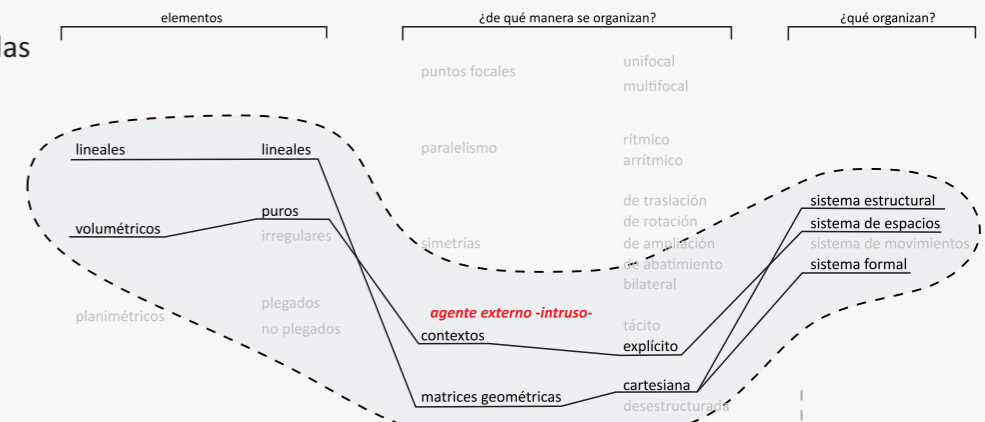 elementos ¿de qué manera se organizan? ¿qué organizan?
las
unifocal
puntos focales
multifocal
rítmico
lineales lineales paralelismo
arrítmico
de traslación sistema estructural
puros
de rotación sistema de espacios
volumétricos
irregulares simetrías de ampliación sistema de movimientos
de abatimiento sistema formal
bilateral
plegados
agente externo -intruso-
planimétricos
no plegados tácito
contextos
explícito
cartesiana
matrices geométricas
desestructurada